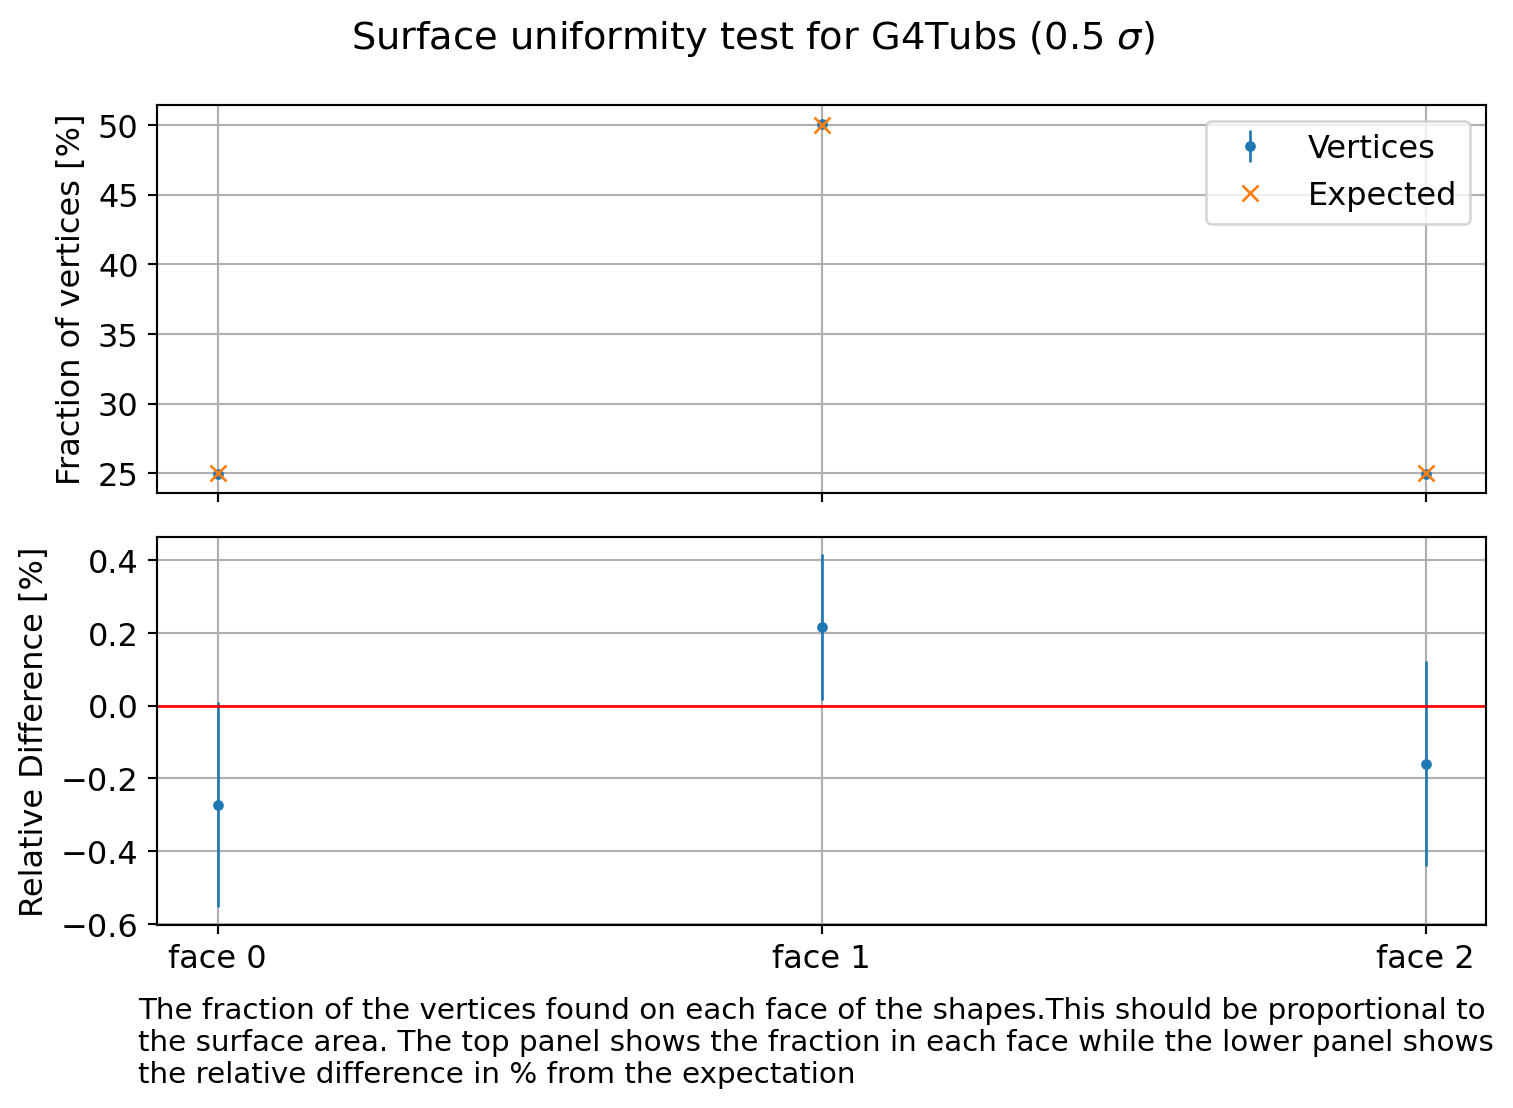 Surface uniformity test for G4Tubs (0.5 σ)
Fraction of vertices [%]
50
45
40
35
30
25
Vertices
Expected
Relative Difference [%]
0.4
0.2
0.0
−0.2
−0.4
−0.6
face 0
face 1
face 2
The fraction of the vertices found on each face of the shapes.This should be proportional to
the surface area. The top panel shows the fraction in each face while the lower panel shows
the relative difference in % from the expectation